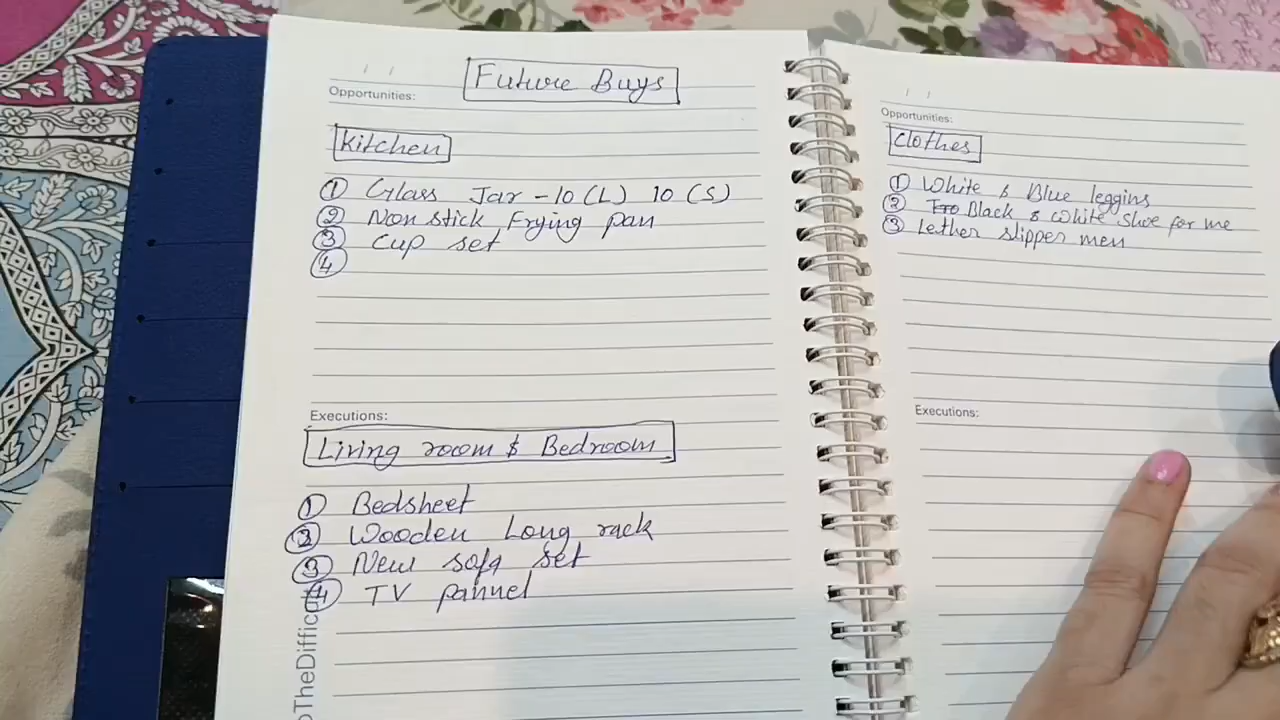 Future Buys
Opportunities:
Kitchen
① Glass Jar - 10 (L) 10 (S)
② Non stick Frying pan
③ Cup set
④
Executions:
Living room & Bedroom
① Bedsheet
② Wooden Long rack
③ New sofa set
④ TV pannel
oTheDiffic
Opportunities:
Clothes
① White & Blue leggins
② Black & White Shoe for me
③ Lether slipper men
Executions: